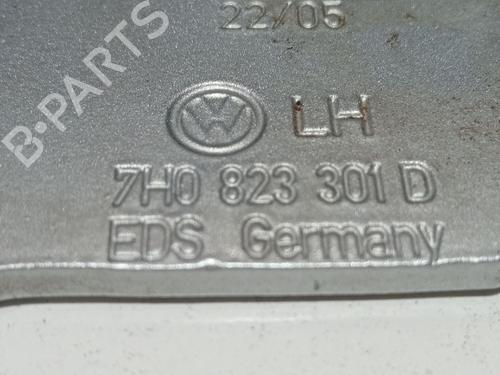 22/05
B-PARTS
LH
7H0 823 301 D
EDS Germany